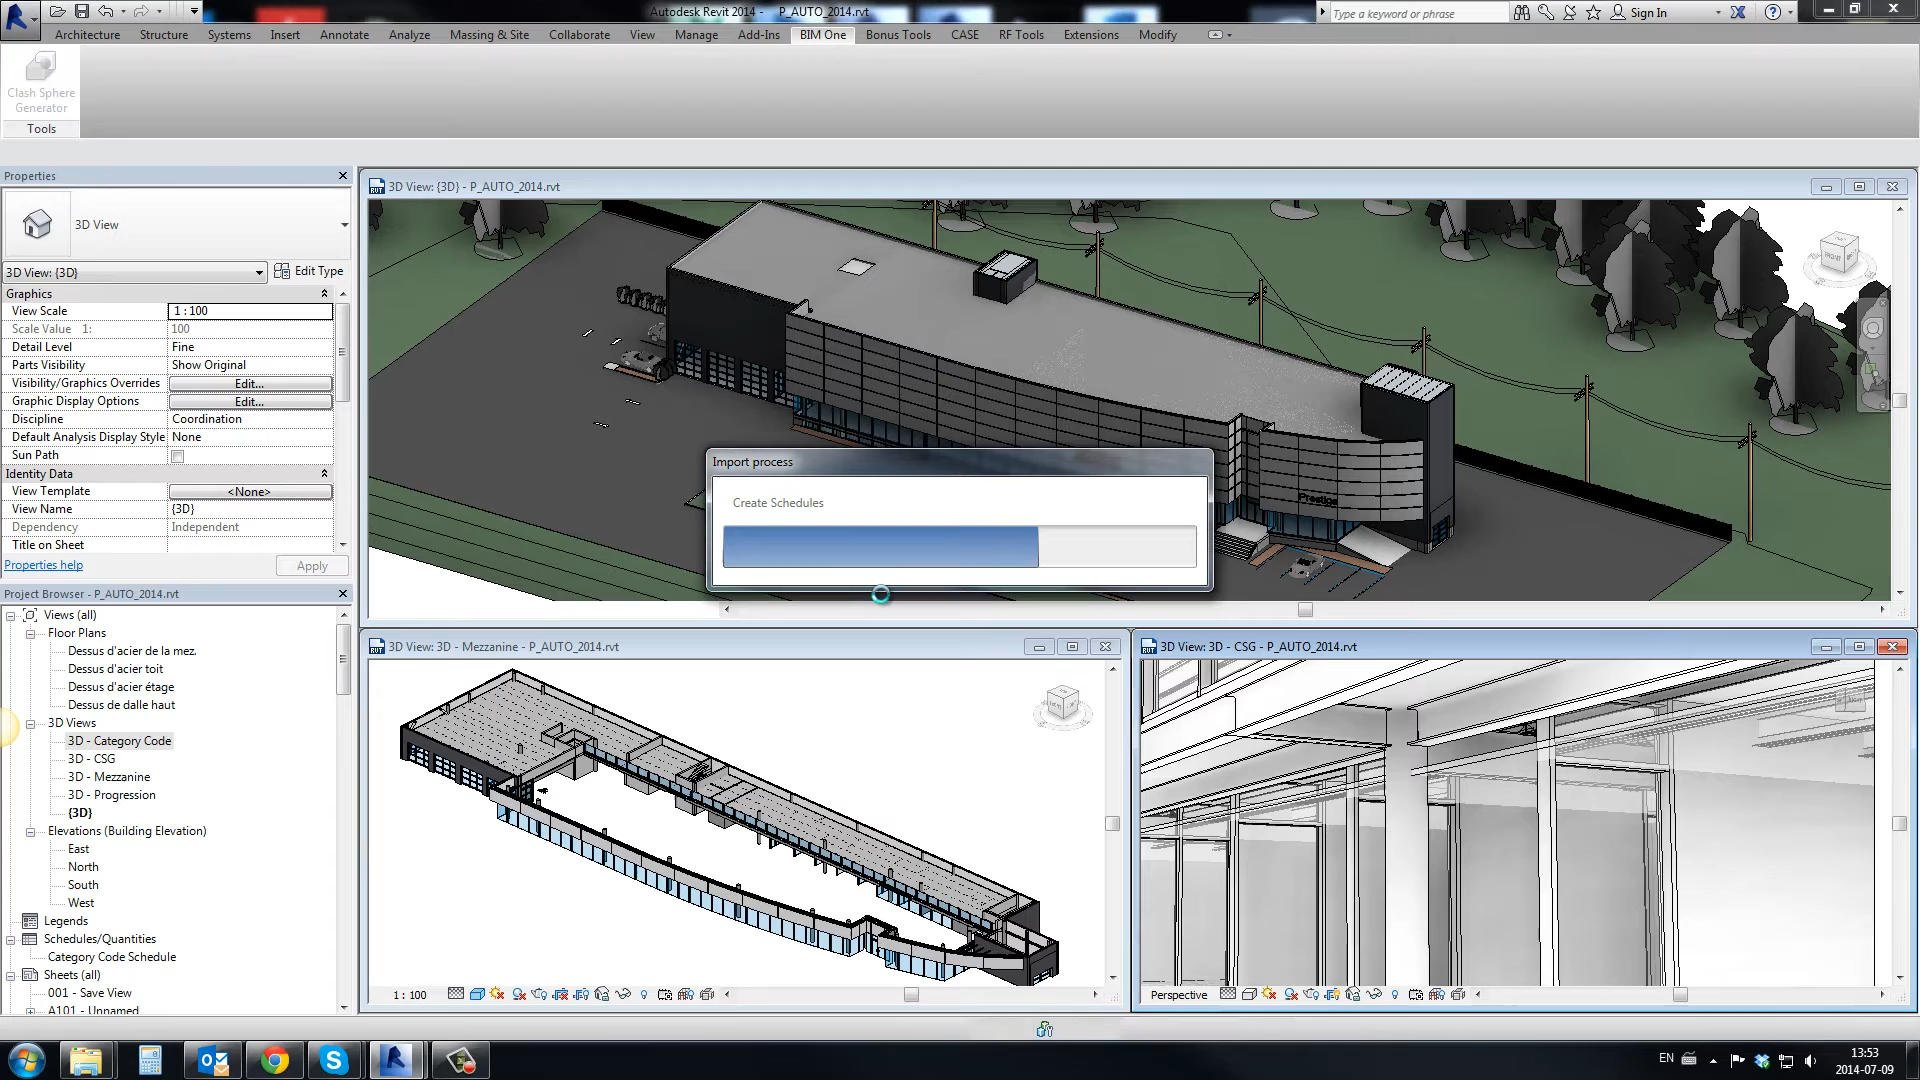 Autodesk Revit 2014 - P_AUTO_2014.rvt
Type a keyword or phrase
Sign In
Architecture Structure Systems Insert Annotate Analyze Massing & Site Collaborate View Manage Add-Ins BIM One Bonus Tools CASE RF Tools Extensions Modify
Clash Sphere
Generator
Tools
Properties
3D View
3D View: {3D}
Edit Type
Graphics
View Scale 1 : 100
Scale Value 1: 100
Detail Level Fine
Parts Visibility Show Original
Visibility/Graphics Overrides Edit...
Graphic Display Options Edit...
Discipline Coordination
Default Analysis Display Style None
Sun Path
Identity Data
View Template <None>
View Name {3D}
Dependency Independent
Title on Sheet
Properties help
Apply
Project Browser - P_AUTO_2014.rvt
Views (all)
Floor Plans
Dessus d'acier de la mez.
Dessus d'acier toit
Dessus d'acier étage
Dessus de dalle haut
3D Views
3D - Category Code
3D - CSG
3D - Mezzanine
3D - Progression
{3D}
Elevations (Building Elevation)
East
North
South
West
Legends
Schedules/Quantities
Category Code Schedule
Sheets (all)
001 - Save View
A101 - Unnamed
3D View: {3D} - P_AUTO_2014.rvt
FRONT
Prestige
Import process
Create Schedules
3D View: 3D - Mezzanine - P_AUTO_2014.rvt
1 : 100
3D View: 3D - CSG - P_AUTO_2014.rvt
Perspective
EN
13:53
2014-07-09